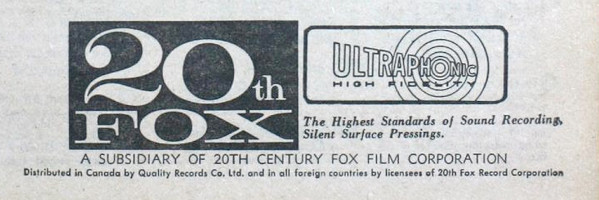 20th
FOX
ULTRAPHONIC
HIGH FIDELITY
The Highest Standards of Sound Recording,
Silent Surface Pressings.
A SUBSIDIARY OF 20TH CENTURY FOX FILM CORPORATION
Distributed in Canada by Quality Records Co. Ltd. and in all foreign countries by licensees of 20th Fox Record Corporation